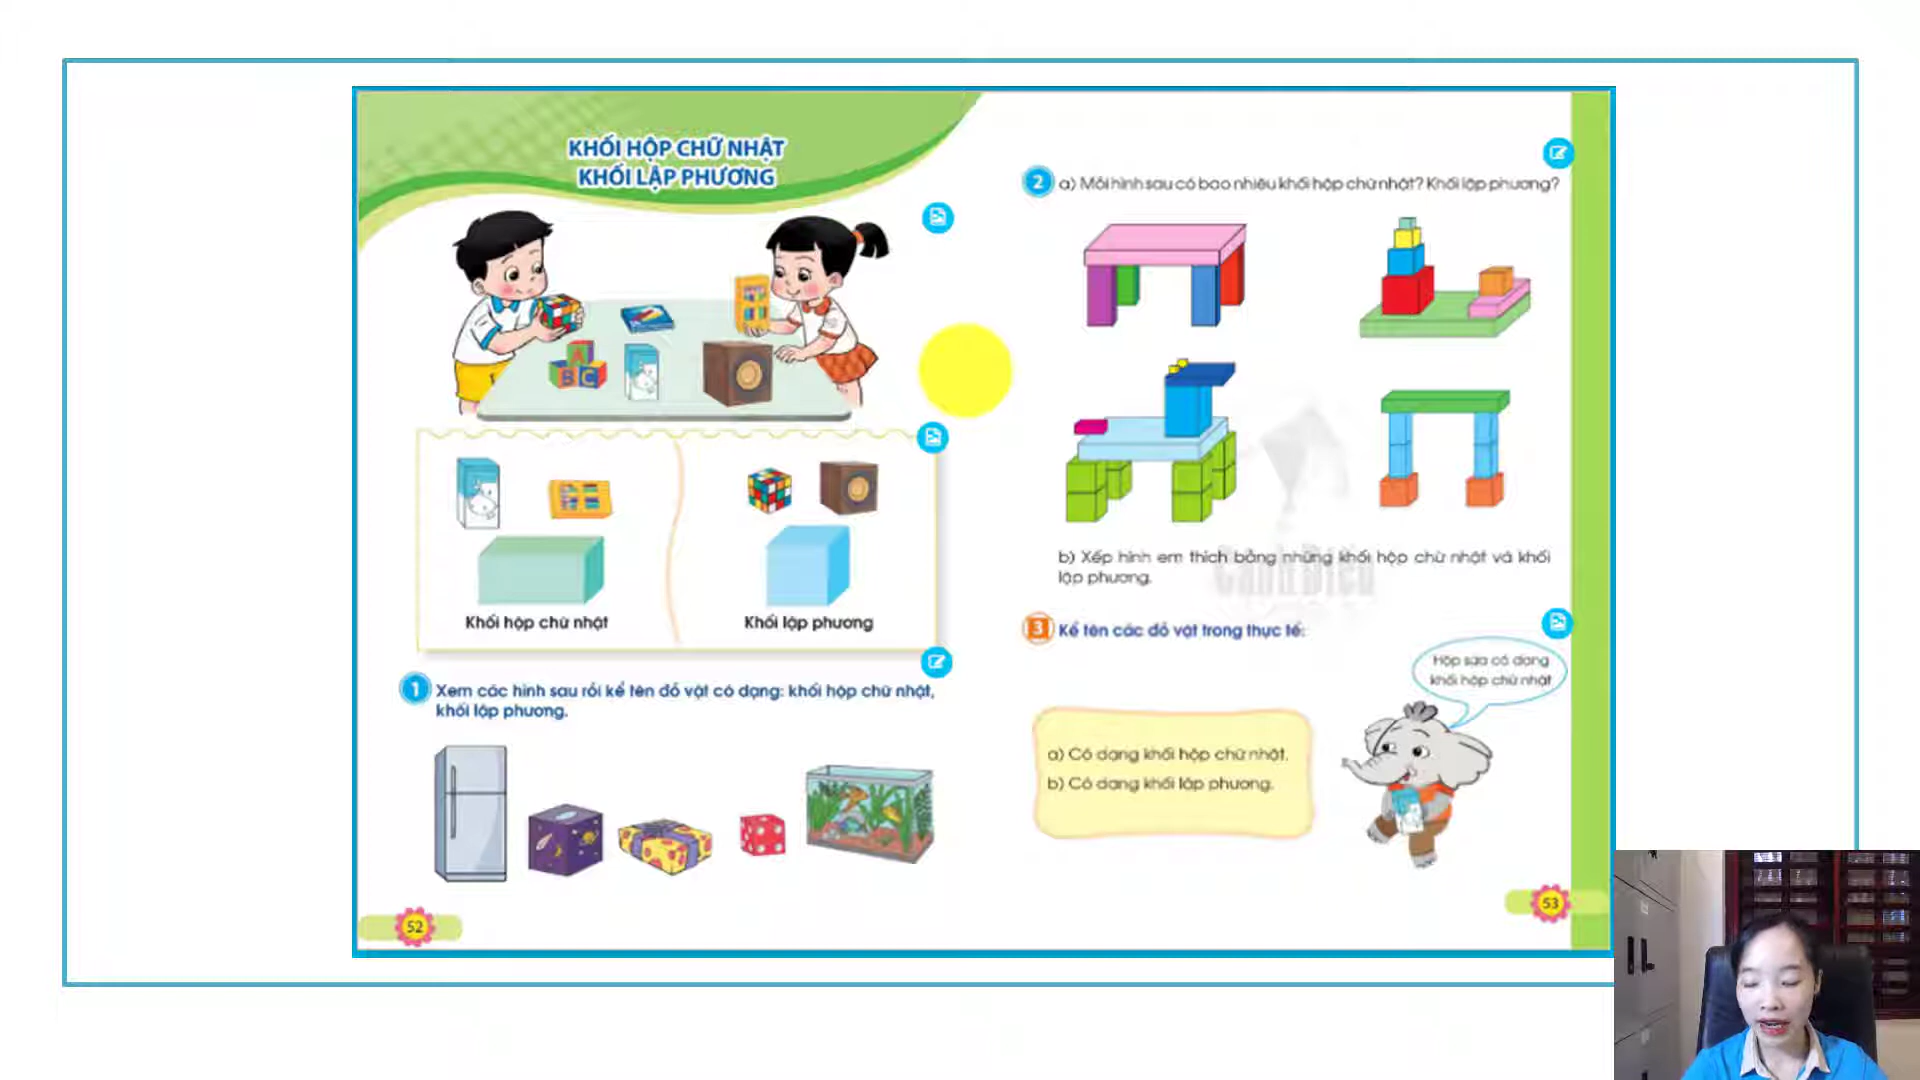 KHỐI HỘP CHỮ NHẬT
KHỐI LẬP PHƯƠNG
A
B C
Khối hộp chữ nhật
Khối lập phương
1 Xem các hình sau rồi kể tên đồ vật có dạng: khối hộp chữ nhật,
khối lập phương.
52
2 a) Mỗi hình sau có bao nhiêu khối hộp chữ nhật? Khối lập phương?
b) Xếp hình em thích bằng những khối hộp chữ nhật và khối
lập phương.
Cánh Diều
3 Kể tên các đồ vật trong thực tế:
Hộp sữa có dạng
khối hộp chữ nhật
a) Có dạng khối hộp chữ nhật.
b) Có dạng khối lập phương.
53